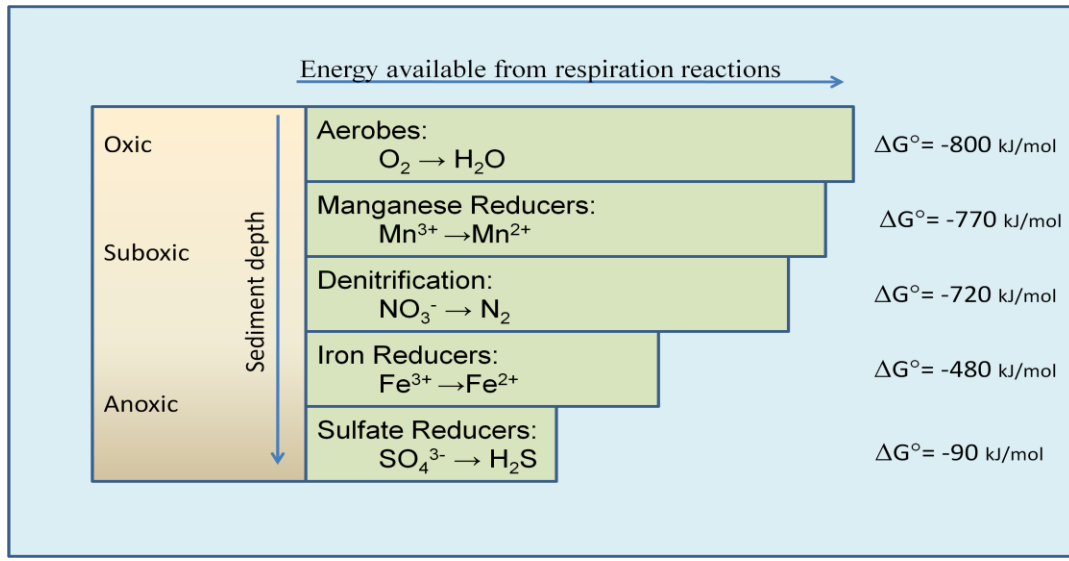 Energy available from respiration reactions
Oxic
Suboxic
Anoxic
Sediment depth
Aerobes:
O₂ → H₂O
ΔG°= -800 kJ/mol
Manganese Reducers:
Mn³⁺ →Mn²⁺
ΔG°= -770 kJ/mol
Denitrification:
NO₃⁻ → N₂
ΔG°= -720 kJ/mol
Iron Reducers:
Fe³⁺ →Fe²⁺
ΔG°= -480 kJ/mol
Sulfate Reducers:
SO₄³⁻ → H₂S
ΔG°= -90 kJ/mol